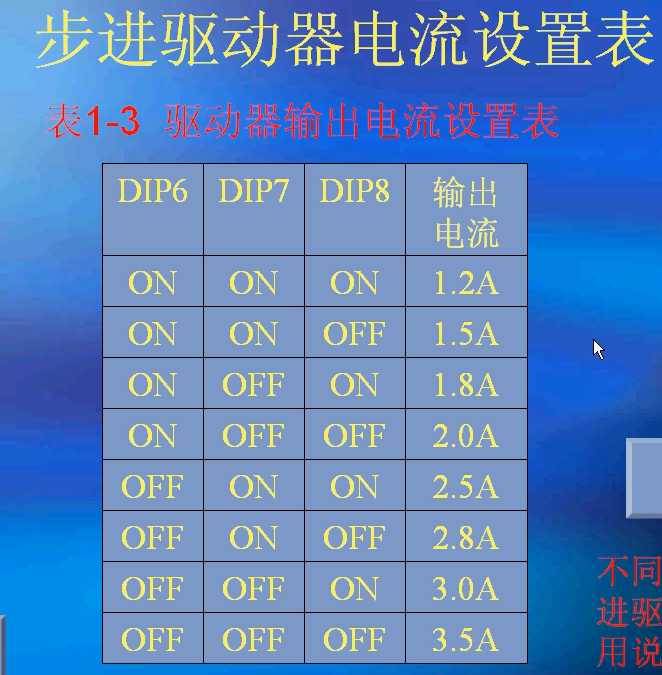 步进驱动器电流设置表
表1-3 驱动器输出电流设置表
DIP6 DIP7 DIP8 输出
电流
ON ON ON 1.2A
ON ON OFF 1.5A
ON OFF ON 1.8A
ON OFF OFF 2.0A
OFF ON ON 2.5A
OFF ON OFF 2.8A
OFF OFF ON 3.0A
OFF OFF OFF 3.5A
不同
进驱
用说